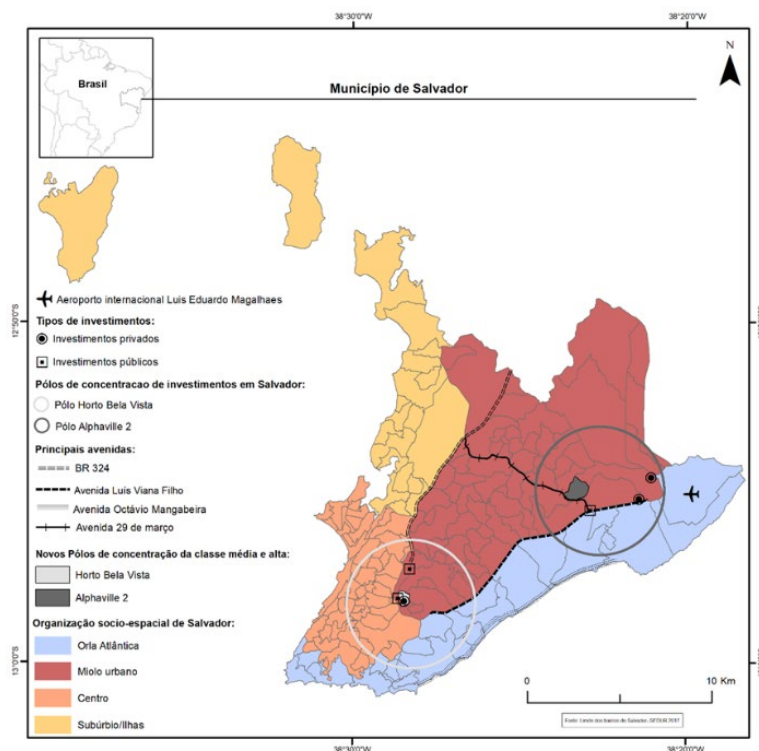 38°30'0"W
38°20'0"W
Brasil
Município de Salvador
N
Aeroporto internacional Luis Eduardo Magalhaes
Tipos de investimentos:
Investimentos privados
Investimentos públicos
Pólos de concentracao de investimentos em Salvador:
Pólo Horto Bela Vista
Pólo Alphaville 2
Principais avenidas:
BR 324
Avenida Luis Viana Filho
Avenida Octávio Mangabeira
Avenida 29 de março
Novos Pólos de concentração da classe média e alta:
Horto Bela Vista
Alphaville 2
Organização socio-espacial de Salvador:
Orla Atlântica
Miolo urbano
Centro
Subúrbio/Ilhas
12°50'0"S
13°0'0"S
0
10 Km
38°30'0"W
38°20'0"W